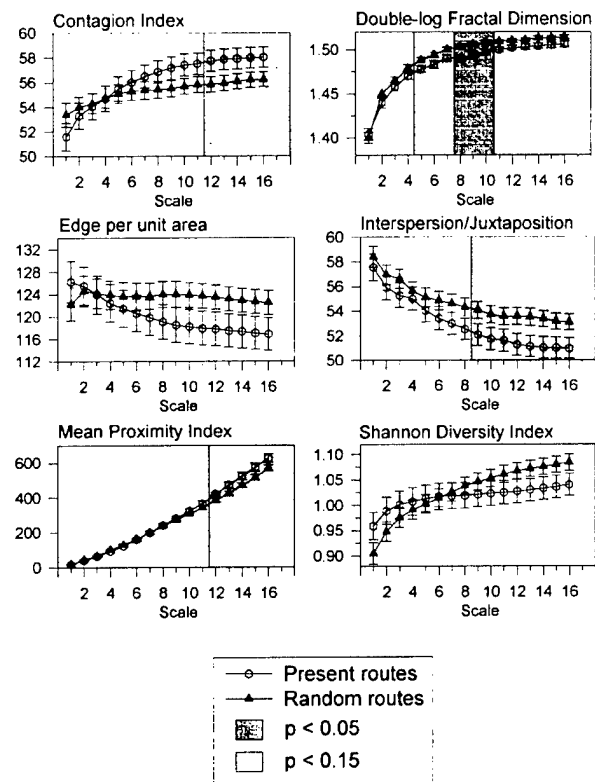 Contagion Index
60
58
56
54
52
50
2 4 6 8 10 12 14 16
Scale
Double-log Fractal Dimension
1.50
1.45
1.40
2 4 6 8 10 12 14 16
Scale
Edge per unit area
132
128
124
120
116
112
2 4 6 8 10 12 14 16
Scale
Interspersion/Juxtaposition
60
58
56
54
52
50
2 4 6 8 10 12 14 16
Scale
Mean Proximity Index
600
400
200
0
2 4 6 8 10 12 14 16
Scale
Shannon Diversity Index
1.10
1.05
1.00
0.95
0.90
2 4 6 8 10 12 14 16
Scale
Present routes
Random routes
p < 0.05
p < 0.15